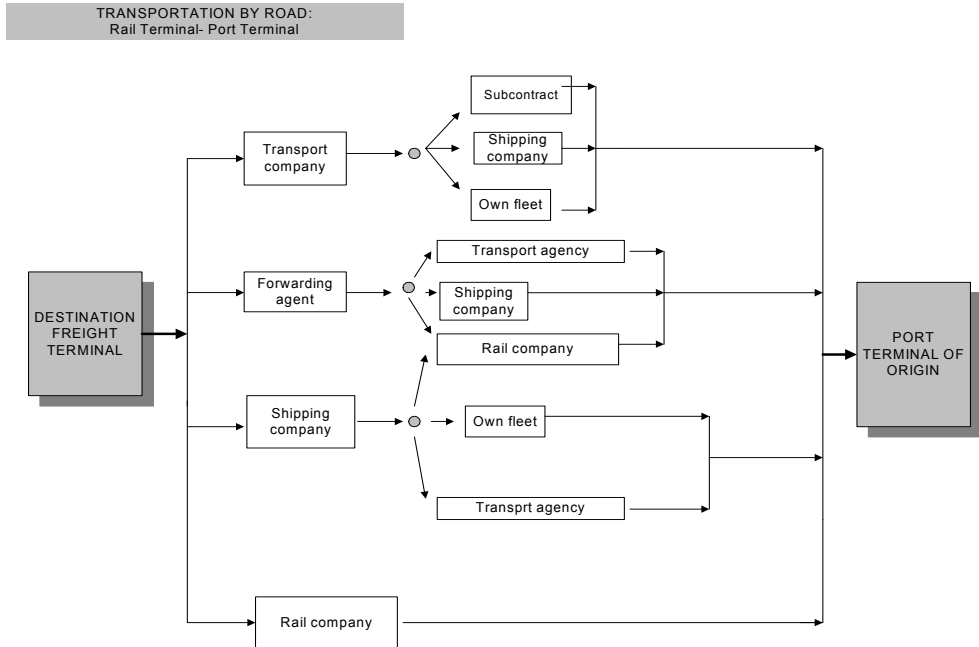 TRANSPORTATION BY ROAD:
Rail Terminal- Port Terminal
Subcontract
Transport
company
Shipping
company
Own fleet
Transport agency
Forwarding
agent
Shipping
company
Rail company
DESTINATION
FREIGHT
TERMINAL
PORT
TERMINAL OF
ORIGIN
Shipping
company
Own fleet
Transprt agency
Rail company